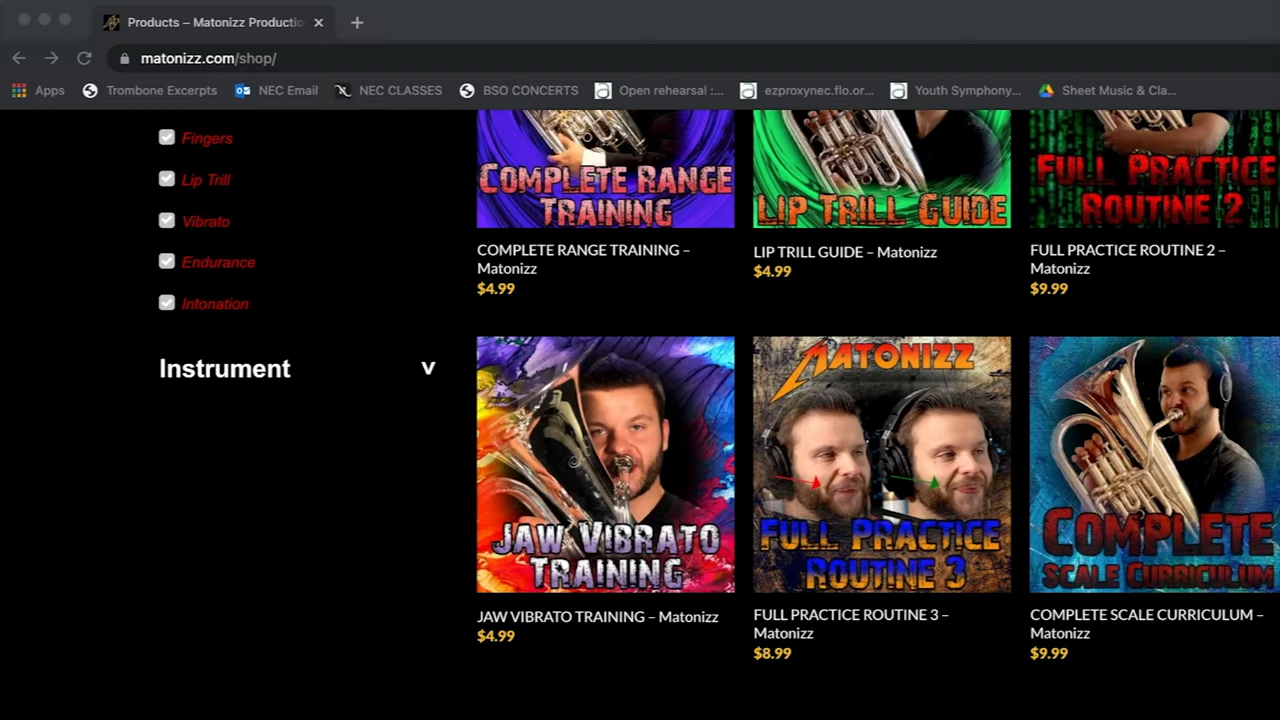 Products – Matonizz Productio
matonizz.com/shop/
Apps
Trombone Excerpts
NEC Email
NEC CLASSES
BSO CONCERTS
Open rehearsal :...
ezproxynec.flo.or...
Youth Symphony...
Sheet Music & Cla...
Fingers
Lip Trill
Vibrato
Endurance
Intonation
Instrument
COMPLETE RANGE
TRAINING
COMPLETE RANGE TRAINING –
Matonizz
$4.99
LIP TRILL GUIDE
LIP TRILL GUIDE – Matonizz
$4.99
FULL PRACTICE
ROUTINE 2
FULL PRACTICE ROUTINE 2 –
Matonizz
$9.99
JAW VIBRATO
TRAINING
JAW VIBRATO TRAINING – Matonizz
$4.99
MATONIZZ
FULL PRACTICE
ROUTINE 3
FULL PRACTICE ROUTINE 3 –
Matonizz
$8.99
COMPLETE
SCALE CURRICULUM
COMPLETE SCALE CURRICULUM –
Matonizz
$9.99